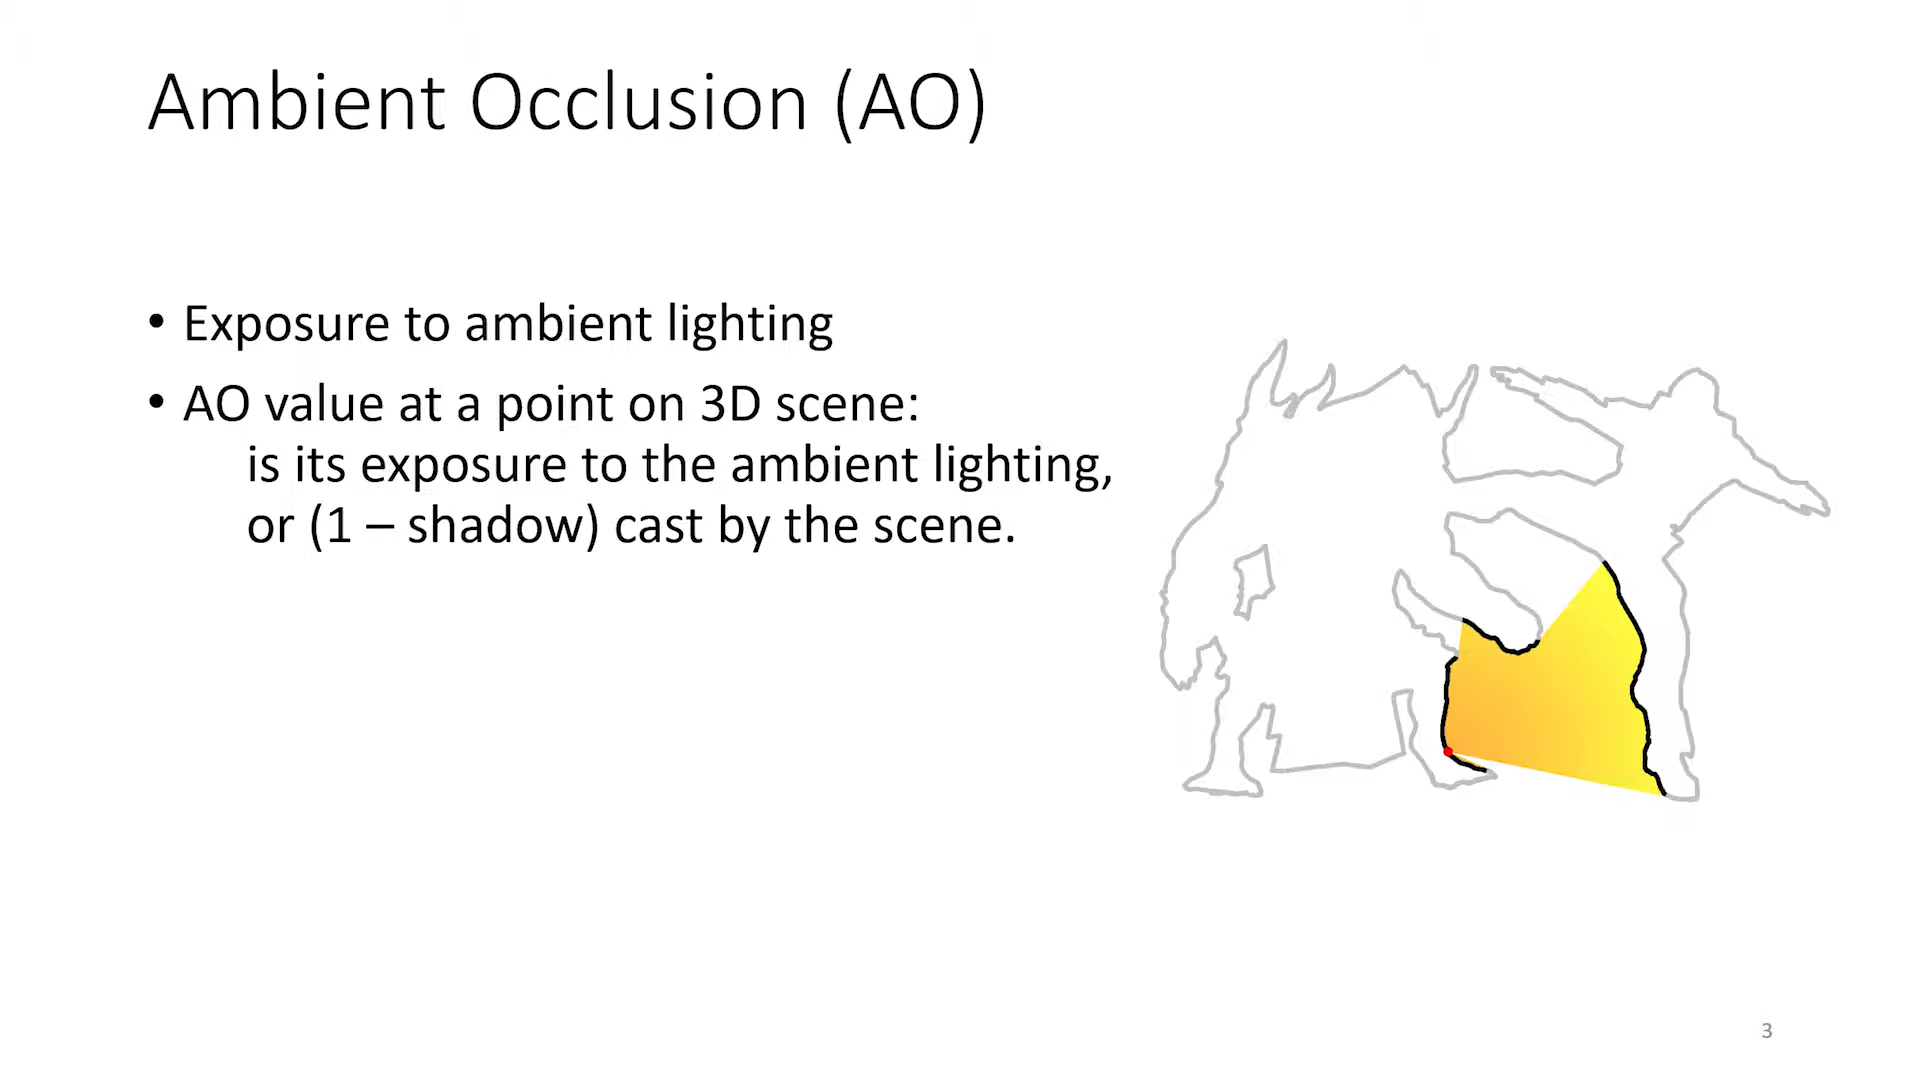 Ambient Occlusion (AO)
• Exposure to ambient lighting
• AO value at a point on 3D scene:
is its exposure to the ambient lighting,
or (1 – shadow) cast by the scene.
3